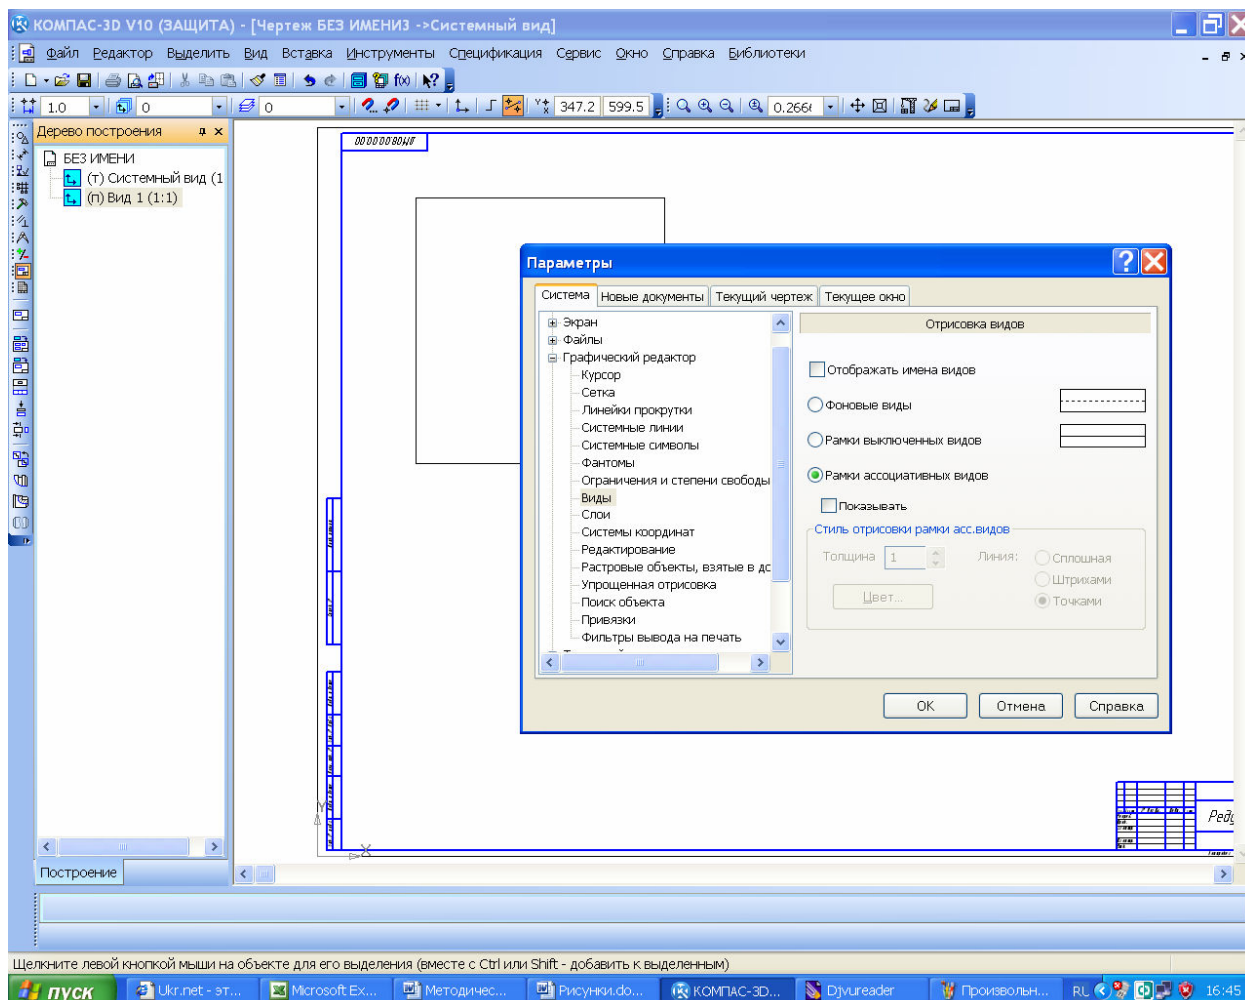 КОМПАС-3D V10 (ЗАЩИТА) - [Чертеж БЕЗ ИМЕНИ3 ->Системный вид]
Файл Редактор Выделить Вид Вставка Инструменты Спецификация Сервис Окно Справка Библиотеки
f(x)
1.0 0 0 347.2 599.5 0.266
Дерево построения
БЕЗ ИМЕНИ
(т) Системный вид (1
(п) Вид 1 (1:1)
Параметры
Система Новые документы Текущий чертеж Текущее окно
Экран
Файлы
Графический редактор
Курсор
Сетка
Линейки прокрутки
Системные линии
Системные символы
Фантомы
Ограничения и степени свободы
Виды
Слои
Системы координат
Редактирование
Растровые объекты, взятые в дс
Упрощенная отрисовка
Поиск объекта
Привязки
Фильтры вывода на печать
Отрисовка видов
Отображать имена видов
Фоновые виды
Рамки выключенных видов
Рамки ассоциативных видов
Показывать
Стиль отрисовки рамки асс.видов
Толщина 1 Линия: Сплошная
Штрихами
Цвет... Точками
OK Отмена Справка
Y
X
Реду
Построение
Щелкните левой кнопкой мыши на объекте для его выделения (вместе с Ctrl или Shift - добавить к выделенным)
пуск Ukr.net - эт... Microsoft Ex... Методичес... Рисунки.do... КОМПАС-3D... Djvureader Произвольн... RU 16:45